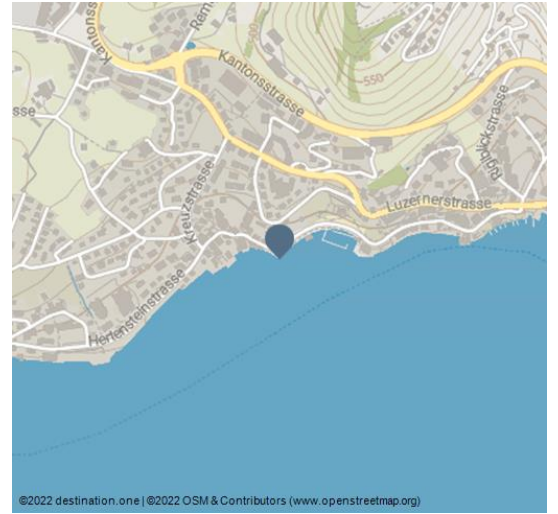 Kantonss
Rem
500
Kantonsstrasse
550
sse
Kreuzstrasse
Rigiblickstrasse
Luzernerstrasse
Hertensteinstrasse
©2022 destination.one | ©2022 OSM & Contributors (www.openstreetmap.org)